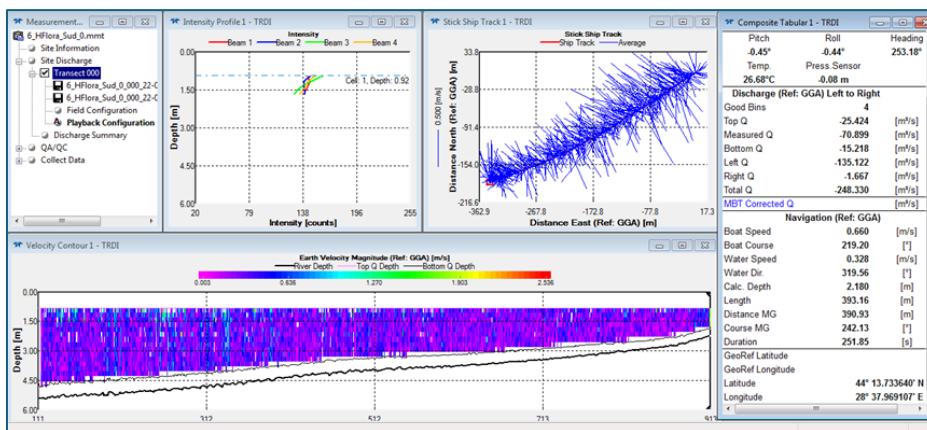 Measurement...
6_HFlora_Sud_0.mmt
Site Information
Site Discharge
Transect 000
6_HFlora_Sud_0_000_22-0
6_HFlora_Sud_0_000_22-0
Field Configuration
Playback Configuration
Discharge Summary
QA/QC
Collect Data
Intensity Profile 1 - TRDI
Intensity
Beam 1
Beam 2
Beam 3
Beam 4
0.00
1.50
3.00
4.50
6.00
Depth [m]
Cell: 1, Depth: 0.92
20
79
138
196
255
Intensity [counts]
Stick Ship Track 1 - TRDI
Stick Ship Track
Ship Track
Average
0.500 [m/s]
Distance North (Ref: GGA) [m]
33.8
-51.4
-154.0
-216.6
-362.9
-267.8
-172.8
-77.8
17.3
Distance East (Ref: GGA) [m]
Velocity Contour 1 - TRDI
Earth Velocity Magnitude (Ref: GGA) [m/s]
River Depth
Top Q Depth
Bottom Q Depth
0.003
0.636
1.270
1.903
2.536
0.00
1.50
3.00
4.50
6.00
Depth [m]
111
312
512
713
913
Composite Tabular 1 - TRDI
Pitch Roll Heading
-0.45° -0.44° 253.18°
Temp. Press.Sensor
26.68°C -0.08 m
Discharge (Ref: GGA) Left to Right
Good Bins 4
Top Q -25.424 [m³/s]
Measured Q -70.899 [m³/s]
Bottom Q -15.218 [m³/s]
Left Q -135.122 [m³/s]
Right Q -1.667 [m³/s]
Total Q -248.330 [m³/s]
MBT Corrected Q [m³/s]
Navigation (Ref: GGA)
Boat Speed 0.660 [m/s]
Boat Course 219.20 [°]
Water Speed 0.328 [m/s]
Water Dir. 319.56 [°]
Calc. Depth 2.180 [m]
Length 393.16 [m]
Distance MG 390.93 [m]
Course MG 242.13 [°]
Duration 251.85 [s]
GeoRef Latitude
GeoRef Longitude
Latitude 44° 13.733640' N
Longitude 28° 37.969107' E